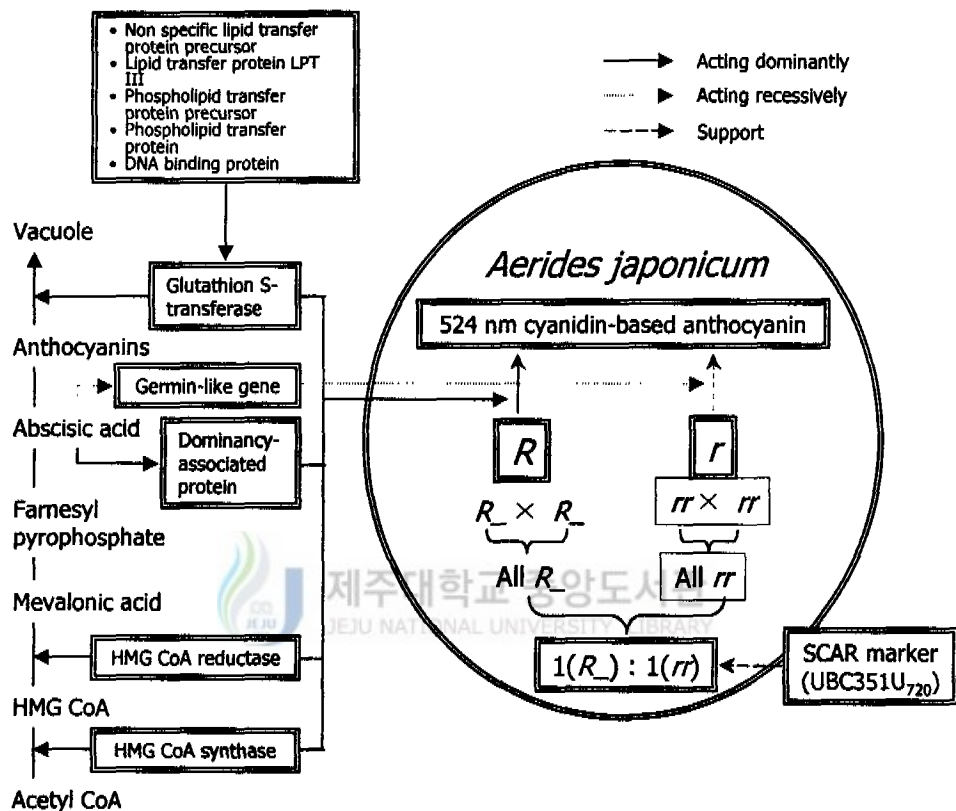 • Non specific lipid transfer
protein precursor
• Lipid transfer protein LPT
III
• Phospholipid transfer
protein precursor
• Phospholipid transfer
protein
• DNA binding protein
Acting dominantly
Acting recessively
Support
Vacuole
Glutathion S-
transferase
Anthocyanins
Germin-like gene
Abscisic acid
Dominancy-
associated
protein
Farnesyl
pyrophosphate
Mevalonic acid
HMG CoA reductase
HMG CoA
HMG CoA synthase
Acetyl CoA
Aerides japonicum
524 nm cyanidin-based anthocyanin
R
r
R_ × R_
rr × rr
All R_
All rr
1(R_) : 1(rr)
SCAR marker
(UBC351U720)
JEJU
제주대학교 중앙도서관
JEJU NATIONAL UNIVERSITY LIBRARY